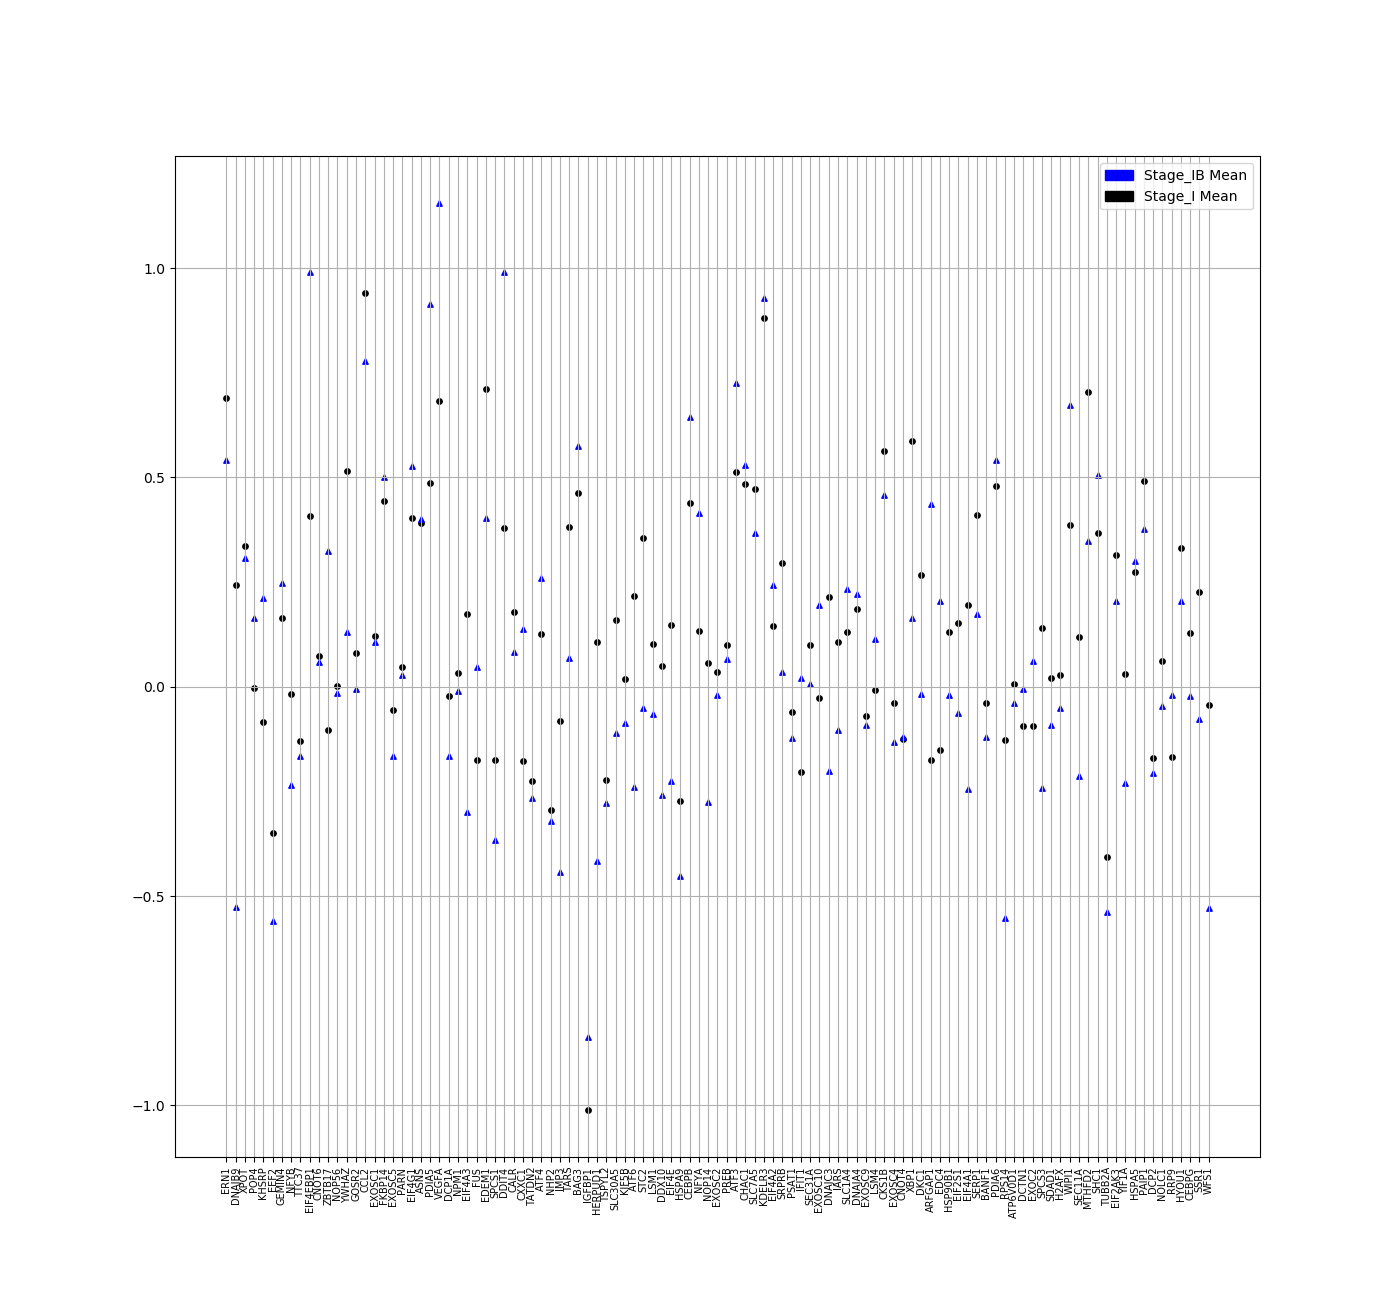 Stage_IB Mean
Stage_I Mean
1.0
0.5
0.0
−0.5
−1.0
ERN1
DNAJB9
XPOT
POP4
KHSRP
EEF2
GEMIN4
NFYB
TTC37
EIF4EBP1
CNOT6
ZBTB17
NOP56
YWHAZ
GOSR2
CCL2
EXOSC1
FKBP14
EXOSC5
PARN
EIF4G1
ASNS
PDIA5
VEGFA
DCP1A
NPM1
EIF4A3
FUS
EDEM1
TSPYL2
DDIT4
CALR
CXXC1
TATDN2
ATF4
NHP2
IMP3
TARS
BAG3
IGFBP1
HERPUD1
SLC30A5
KIF5B
ATF6
STC2
LSM1
DDX10
EIF4E
HSPA9
CEBPB
NFYA
NOP14
EXOSC2
PREB
ATF3
CHAC1
SLC7A5
KDELR3
EIF4A2
SRPRB
PSAT1
IFIT1
SEC31A
EXOSC10
DNAJC3
IARS
SLC1A4
DNAJA4
EXOSC9
LSM4
CKS1B
EXOSC4
CNOT4
XBP1
DKC1
ARFGAP1
EDC4
HSP90B1
EIF2S1
EIF4A1
SERP1
BANF1
PDIA6
RPS14
ATP6V0D1
DCTN1
EXOC2
SPCS3
SDAD1
H2AFX
WIPI1
SEC11A
MTHFD2
SHC1
TUBB2A
EIF2AK3
YIF1A
HSPA5
PAIP1
DCP2
NOLC1
RRP9
HYOU1
CEBPG
SSR1
WFS1